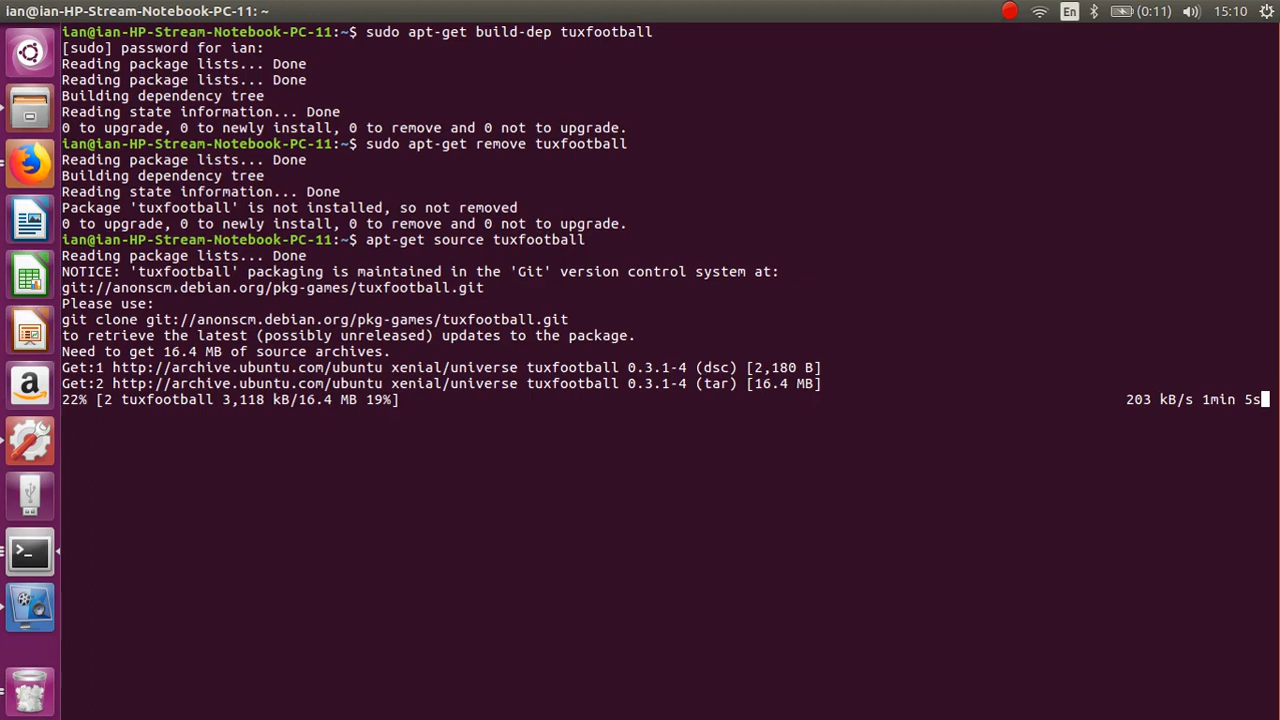 ian@ian-HP-Stream-Notebook-PC-11: ~
En
(0:11)
15:10
ian@ian-HP-Stream-Notebook-PC-11:~$ sudo apt-get build-dep tuxfootball
[sudo] password for ian:
Reading package lists... Done
Reading package lists... Done
Building dependency tree
Reading state information... Done
0 to upgrade, 0 to newly install, 0 to remove and 0 not to upgrade.
ian@ian-HP-Stream-Notebook-PC-11:~$ sudo apt-get remove tuxfootball
Reading package lists... Done
Building dependency tree
Reading state information... Done
Package 'tuxfootball' is not installed, so not removed
0 to upgrade, 0 to newly install, 0 to remove and 0 not to upgrade.
ian@ian-HP-Stream-Notebook-PC-11:~$ apt-get source tuxfootball
Reading package lists... Done
NOTICE: 'tuxfootball' packaging is maintained in the 'Git' version control system at:
git://anonscm.debian.org/pkg-games/tuxfootball.git
Please use:
git clone git://anonscm.debian.org/pkg-games/tuxfootball.git
to retrieve the latest (possibly unreleased) updates to the package.
Need to get 16.4 MB of source archives.
Get:1 http://archive.ubuntu.com/ubuntu xenial/universe tuxfootball 0.3.1-4 (dsc) [2,180 B]
Get:2 http://archive.ubuntu.com/ubuntu xenial/universe tuxfootball 0.3.1-4 (tar) [16.4 MB]
22% [2 tuxfootball 3,118 kB/16.4 MB 19%] 203 kB/s 1min 5s